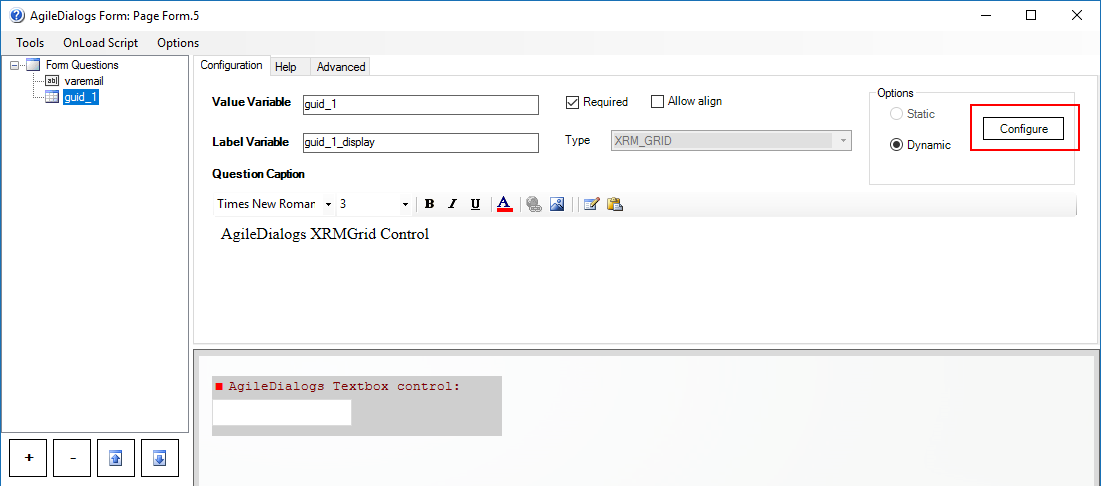 AgileDialogs Form: Page Form.5
Tools OnLoad Script Options
Form Questions
ab| varemail
guid_1
Configuration Help Advanced
Value Variable guid_1 Required Allow align
Label Variable guid_1_display Type XRM_GRID
Options
Static
Dynamic
Configure
Question Caption
Times New Roman 3 B I U A
AgileDialogs XRMGrid Control
AgileDialogs Textbox control:
+ -